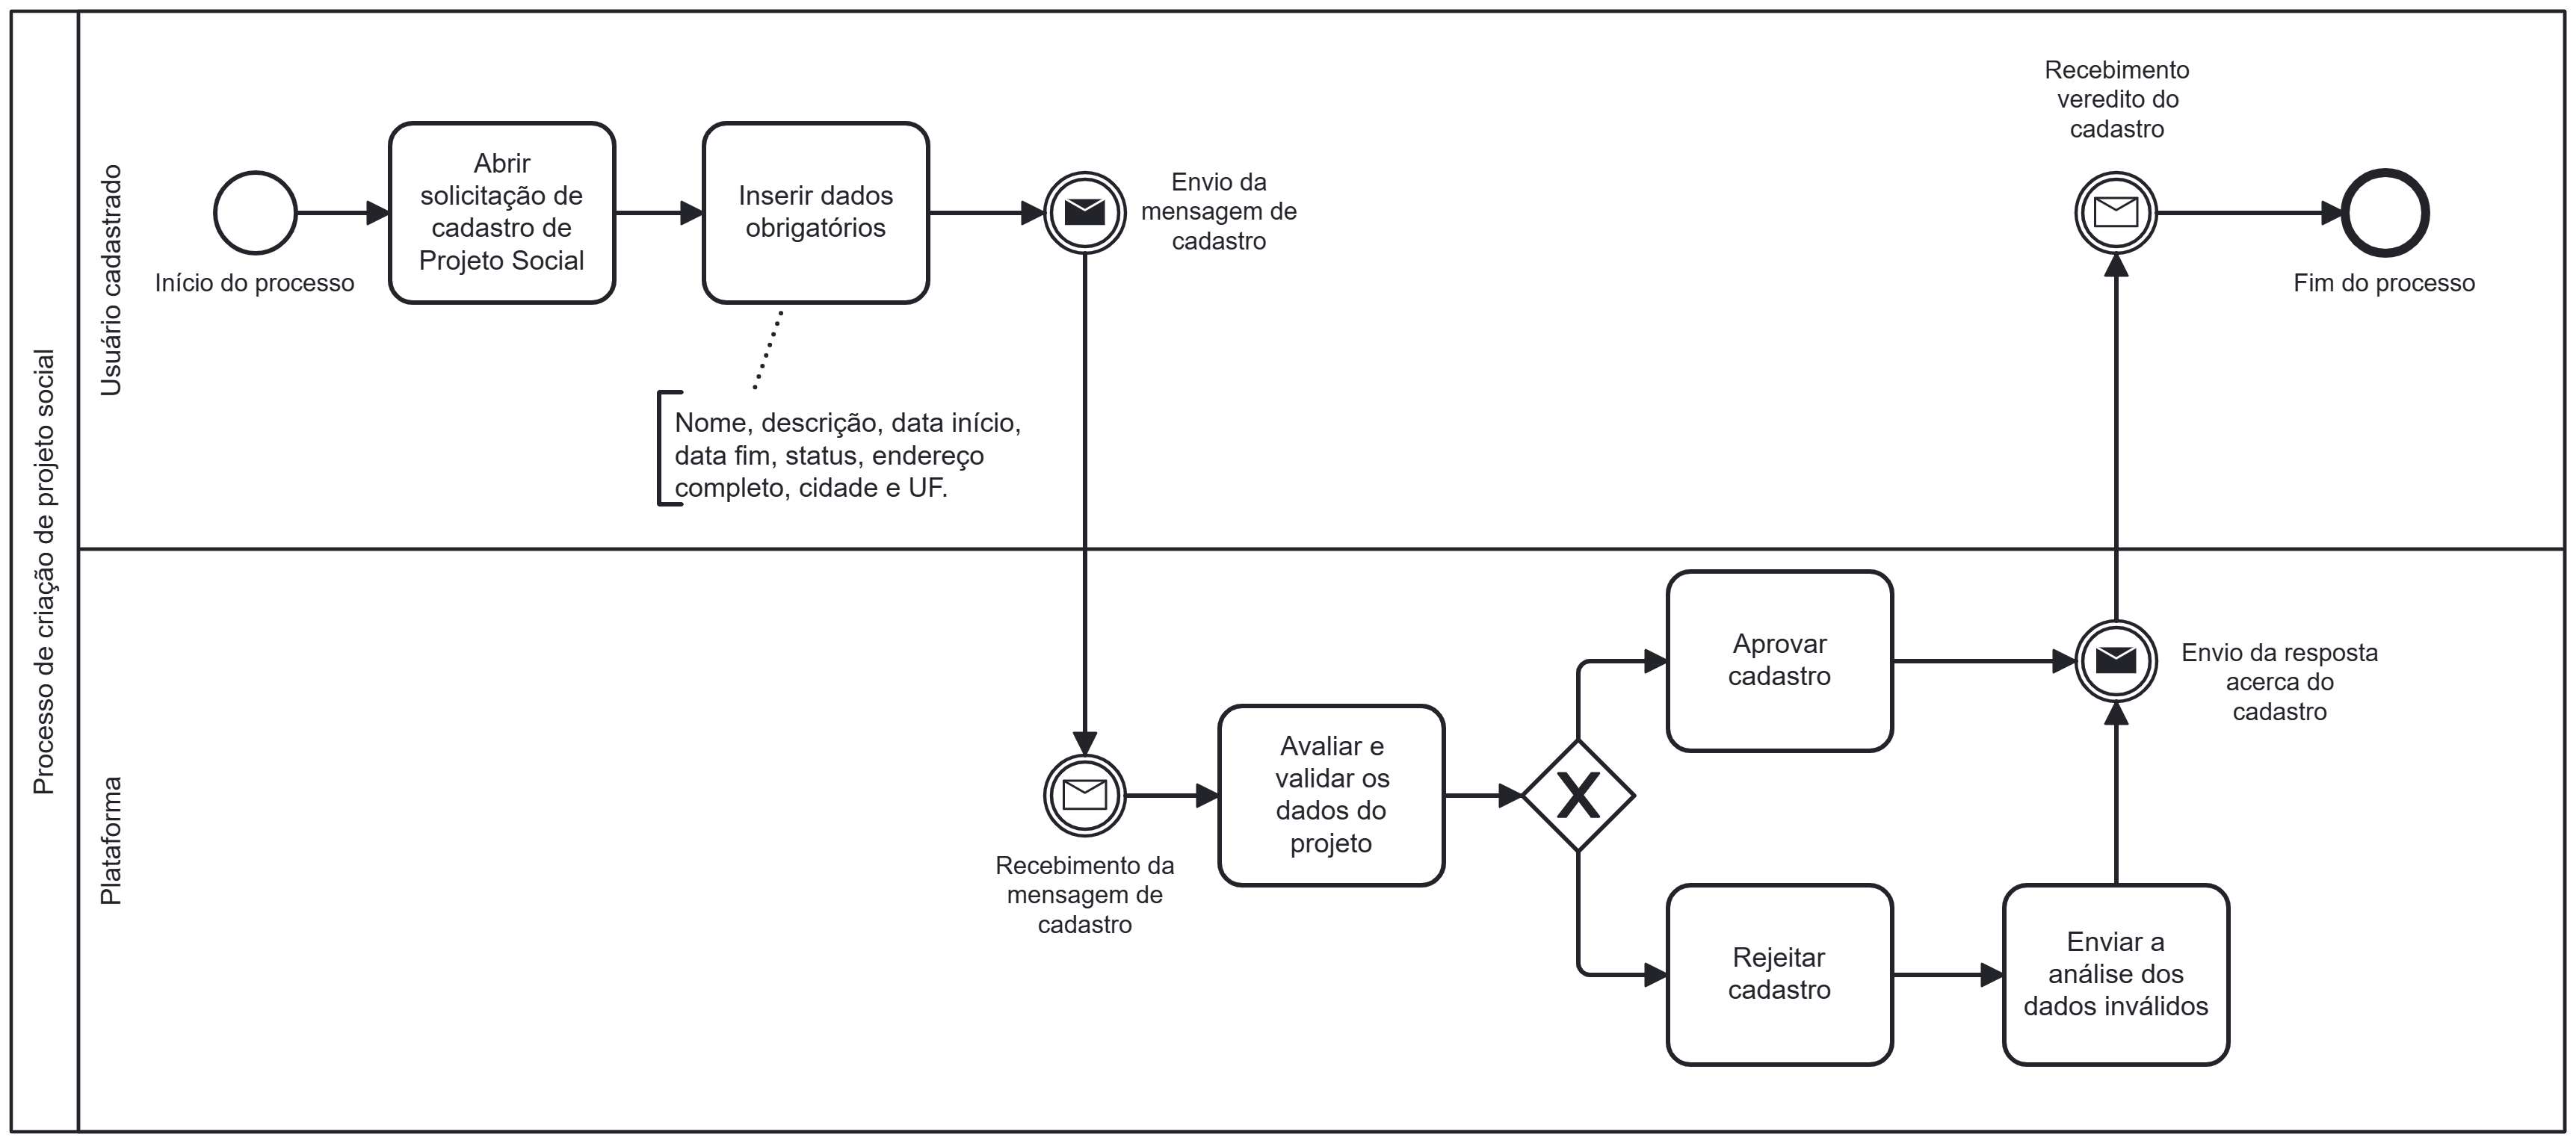 Processo de criação de projeto social
Usuário cadastrado
Início do processo
Abrir
solicitação de
cadastro de
Projeto Social
Inserir dados
obrigatórios
Nome, descrição, data início,
data fim, status, endereço
completo, cidade e UF.
Envio da
mensagem de
cadastro
Recebimento
veredito do
cadastro
Fim do processo
Plataforma
Recebimento da
mensagem de
cadastro
Avaliar e
validar os
dados do
projeto
X
Aprovar
cadastro
Rejeitar
cadastro
Enviar a
análise dos
dados inválidos
Envio da resposta
acerca do
cadastro